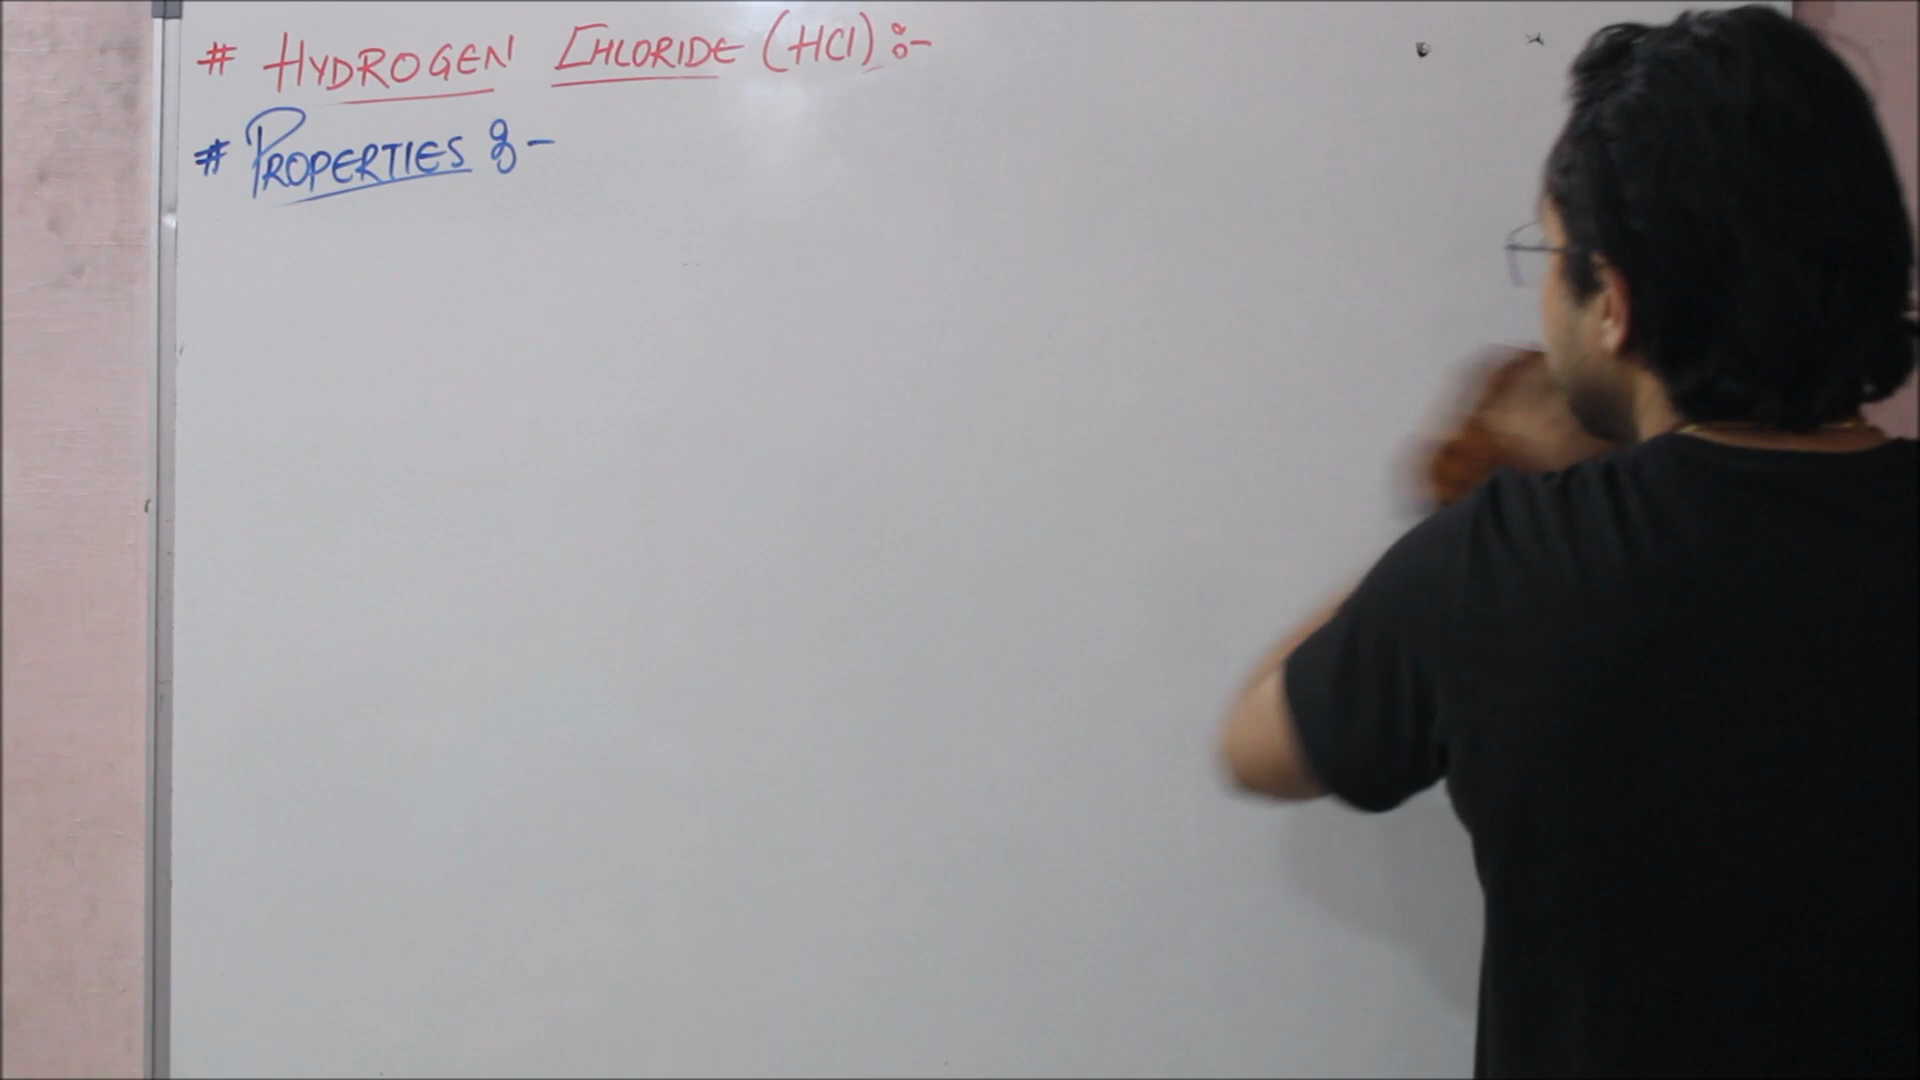 # HYDROGEN CHLORIDE (HCl) :-
# PROPERTIES :-